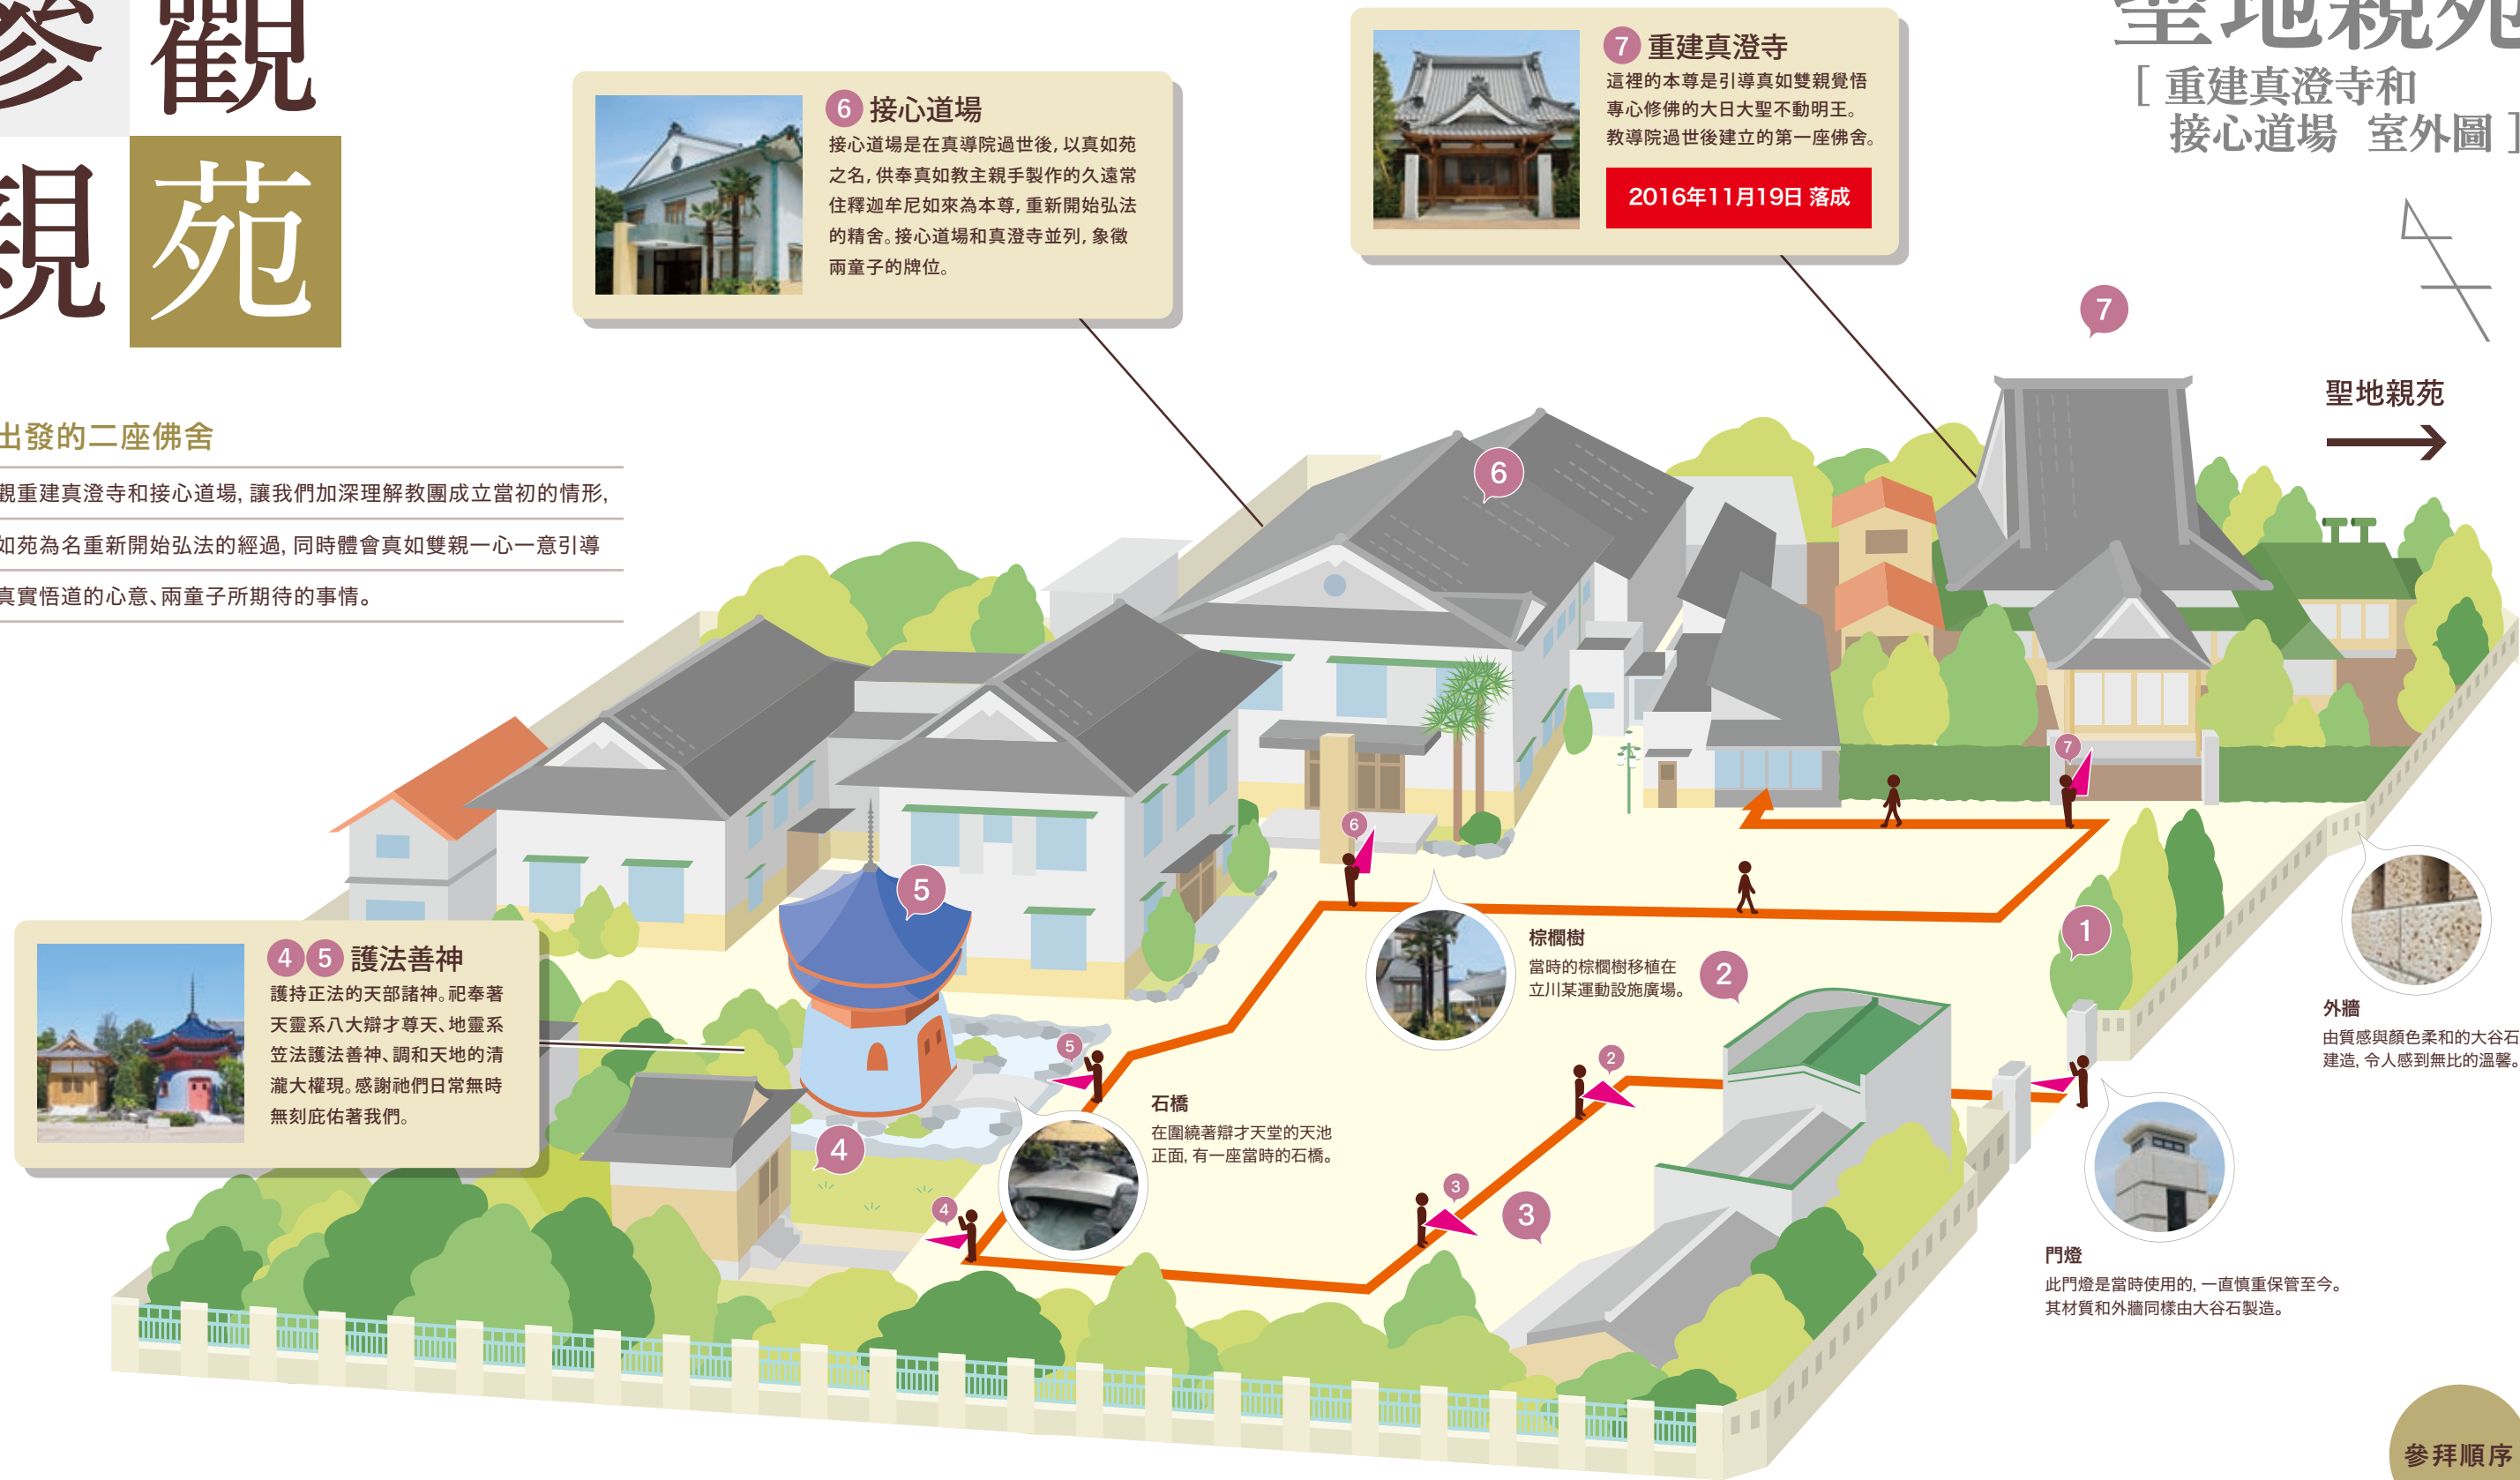 參觀
親苑
出發的二座佛舍
觀重建真澄寺和接心道場, 讓我們加深理解教團成立當初的情形,
如苑為名重新開始弘法的經過, 同時體會真如雙親一心一意引導
真實悟道的心意、兩童子所期待的事情。
6 接心道場
接心道場是在真導院過世後, 以真如苑
之名, 供奉真如教主親手製作的久遠常
住釋迦牟尼如來為本尊, 重新開始弘法
的精舍。接心道場和真澄寺並列, 象徵
兩童子的牌位。
7 重建真澄寺
這裡的本尊是引導真如雙親覺悟
專心修佛的大日大聖不動明王。
教導院過世後建立的第一座佛舍。
2016年11月19日 落成
聖地親苑
[ 重建真澄寺和
接心道場 室外圖 ]
7
聖地親苑
6
7
6
5
1
棕櫚樹
當時的棕櫚樹移植在
立川某運動設施廣場。
2
外牆
由質感與顏色柔和的大谷石
建造, 令人感到無比的溫馨。
4 5 護法善神
護持正法的天部諸神。祀奉著
天靈系八大辯才尊天、地靈系
笠法護法善神、調和天地的清
瀧大權現。感謝祂們日常無時
無刻庇佑著我們。
5
2
石橋
在圍繞著辯才天堂的天池
正面, 有一座當時的石橋。
4
3
3
4
門燈
此門燈是當時使用的, 一直慎重保管至今。
其材質和外牆同樣由大谷石製造。
參拜順序